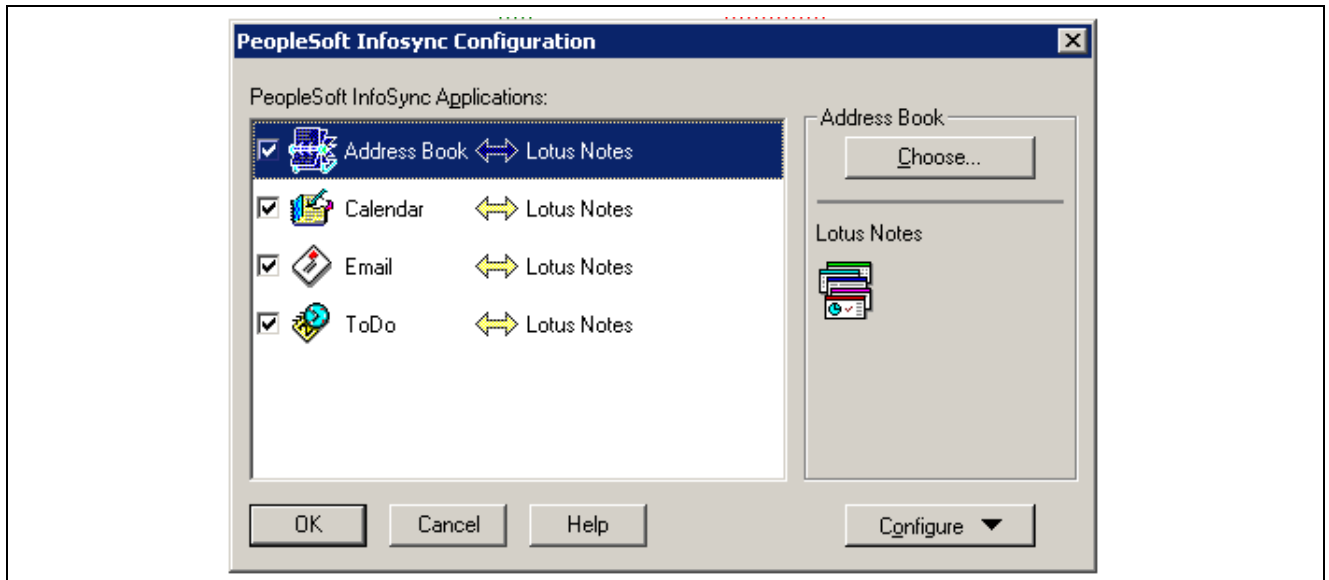 PeopleSoft Infosync Configuration
PeopleSoft InfoSync Applications:
Address Book Lotus Notes
Calendar Lotus Notes
Email Lotus Notes
ToDo Lotus Notes
Address Book
Choose...
Lotus Notes
OK Cancel Help Configure